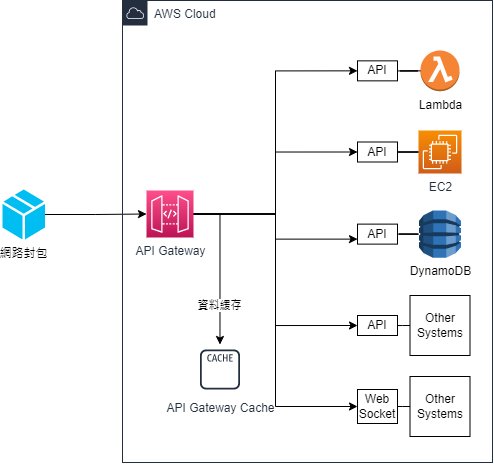 AWS Cloud
API
Lambda
API
EC2
網路封包
API Gateway
API
DynamoDB
資料緩存
API
Other
Systems
CACHE
API Gateway Cache
Web
Socket
Other
Systems